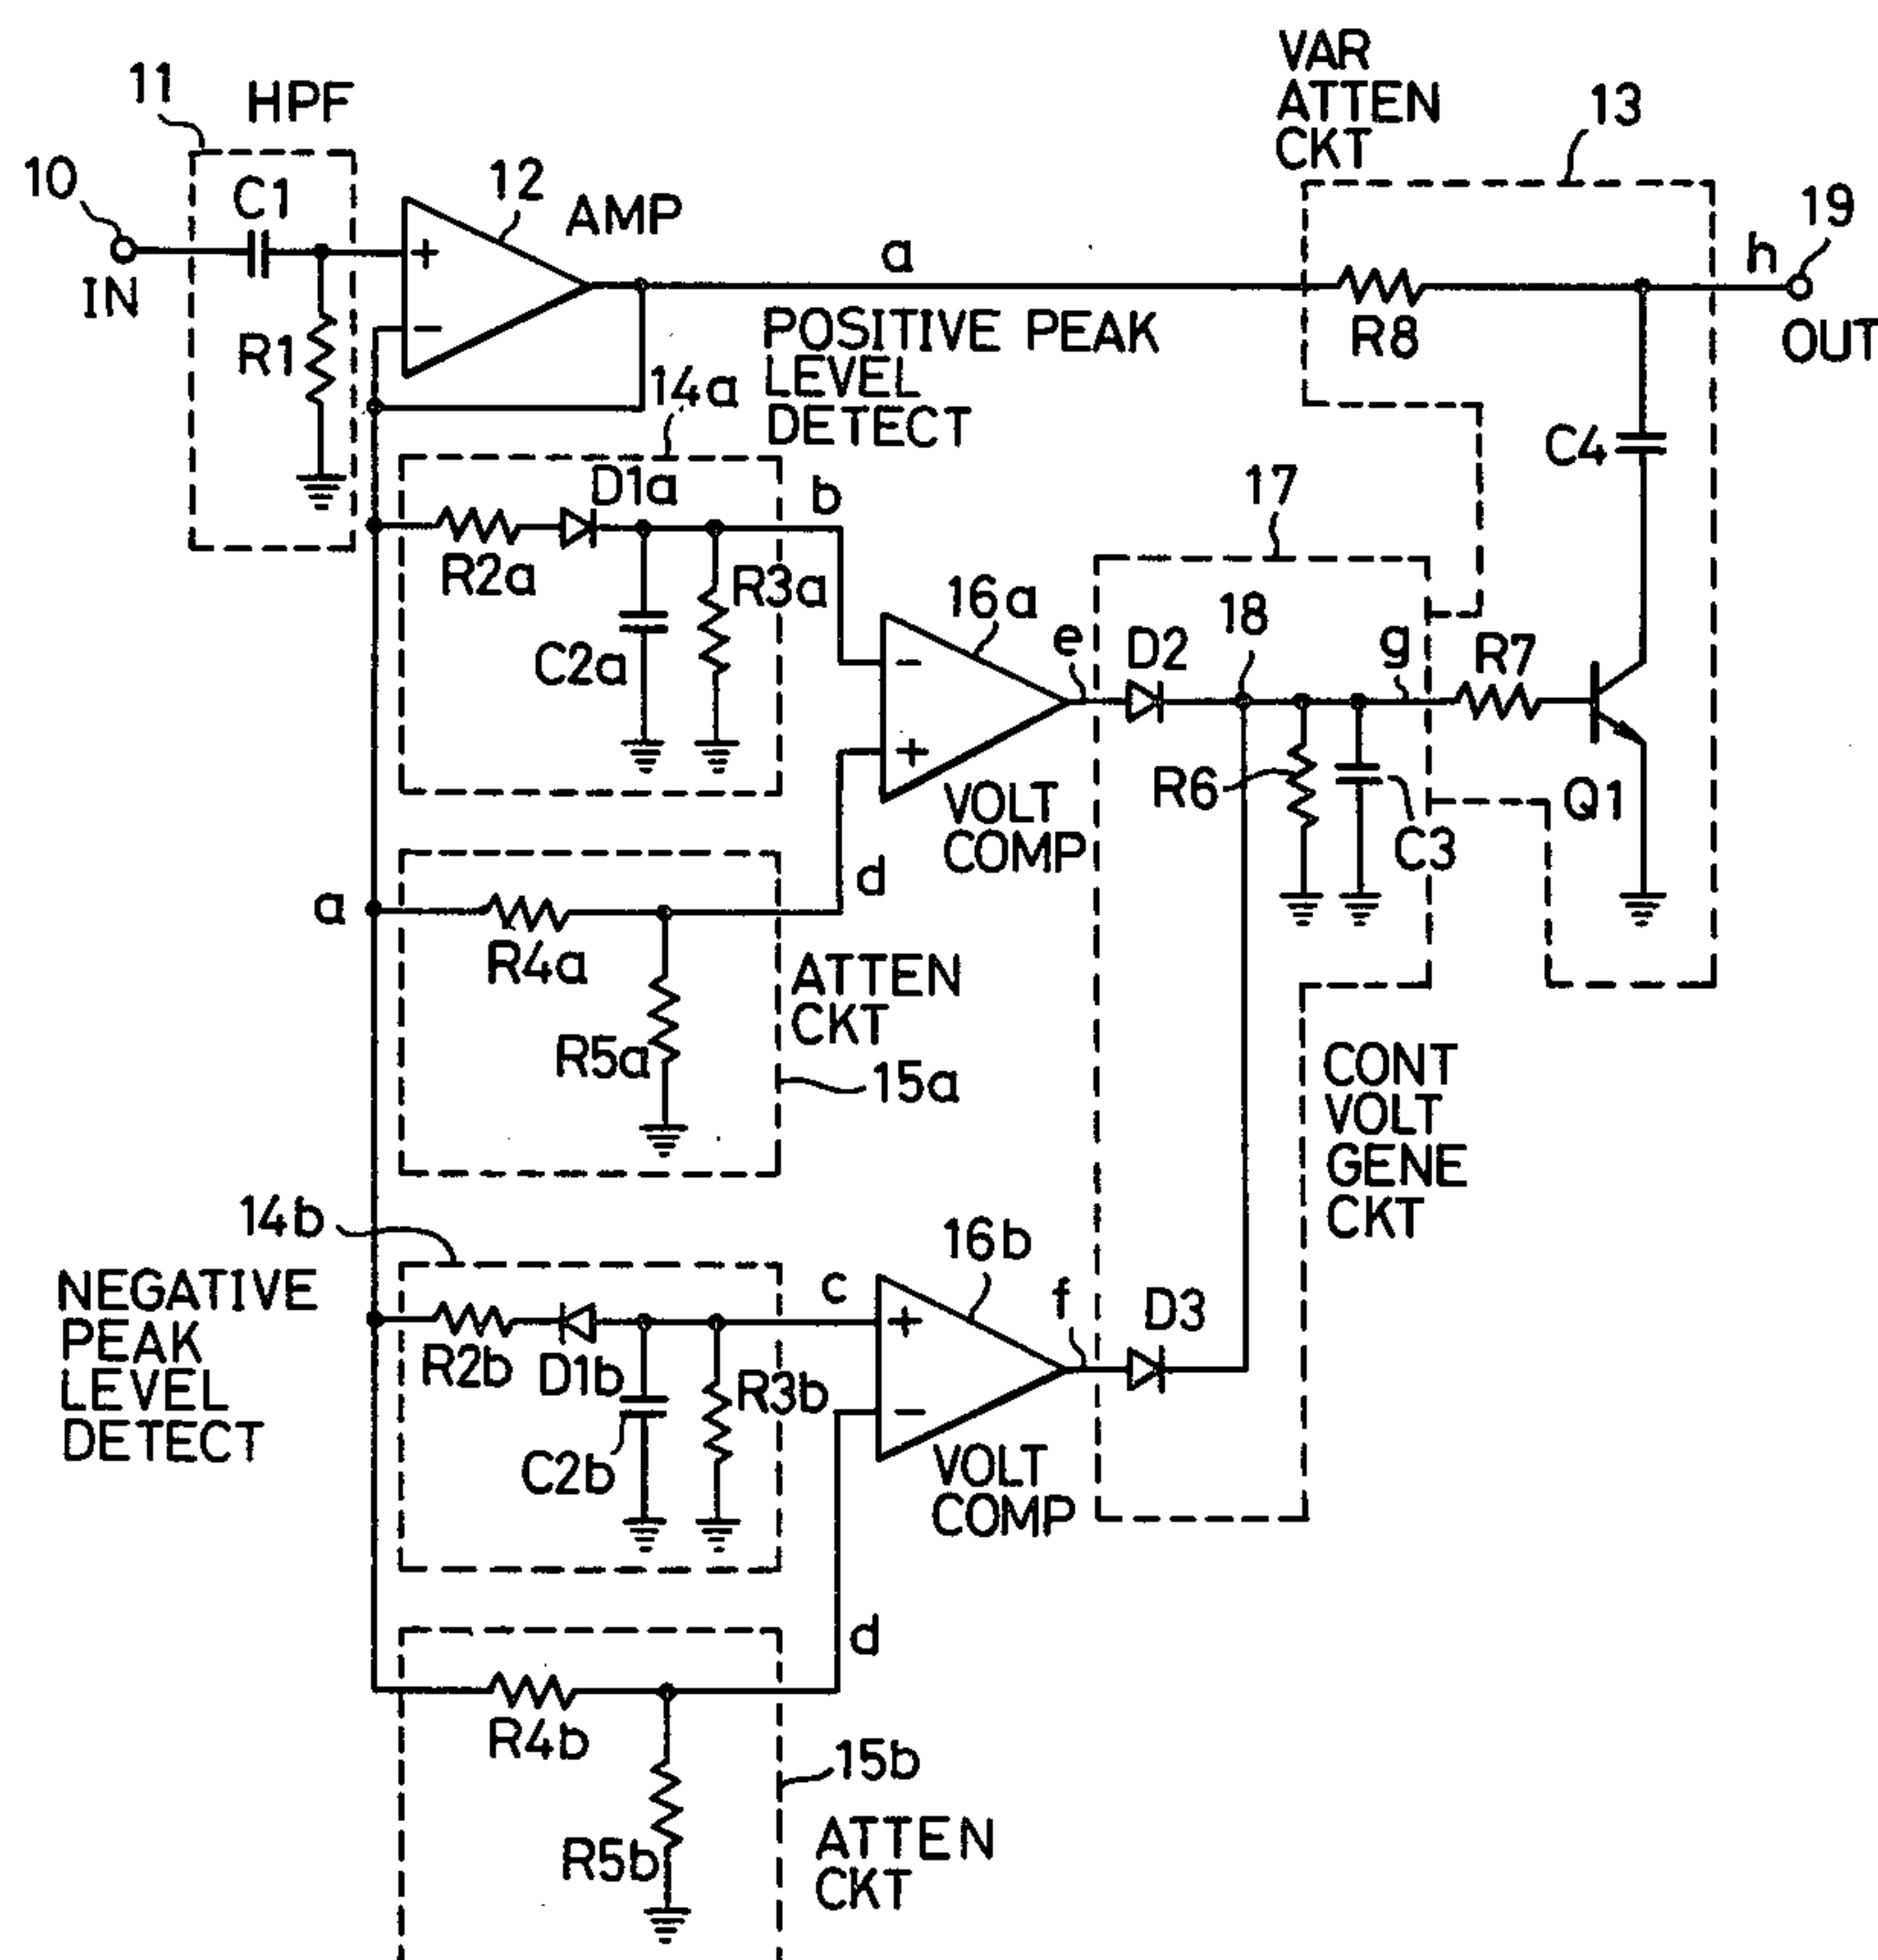 VAR
ATTEN
CKT
11
HPF
13
10
C1
12
AMP
19
IN
R1
+
−
a
h
R8
OUT
POSITIVE PEAK
LEVEL
DETECT
14a
D1a
b
C4
17
R2a
R3a
C2a
16a
−
+
e
D2
18
g
R7
R6
C3
Q1
VOLT
COMP
d
a
R4a
R5a
ATTEN
CKT
15a
CONT
VOLT
GENE
CKT
14b
NEGATIVE
PEAK
LEVEL
DETECT
R2b
D1b
R3b
C2b
c
16b
+
−
f
D3
VOLT
COMP
d
R4b
R5b
15b
ATTEN
CKT